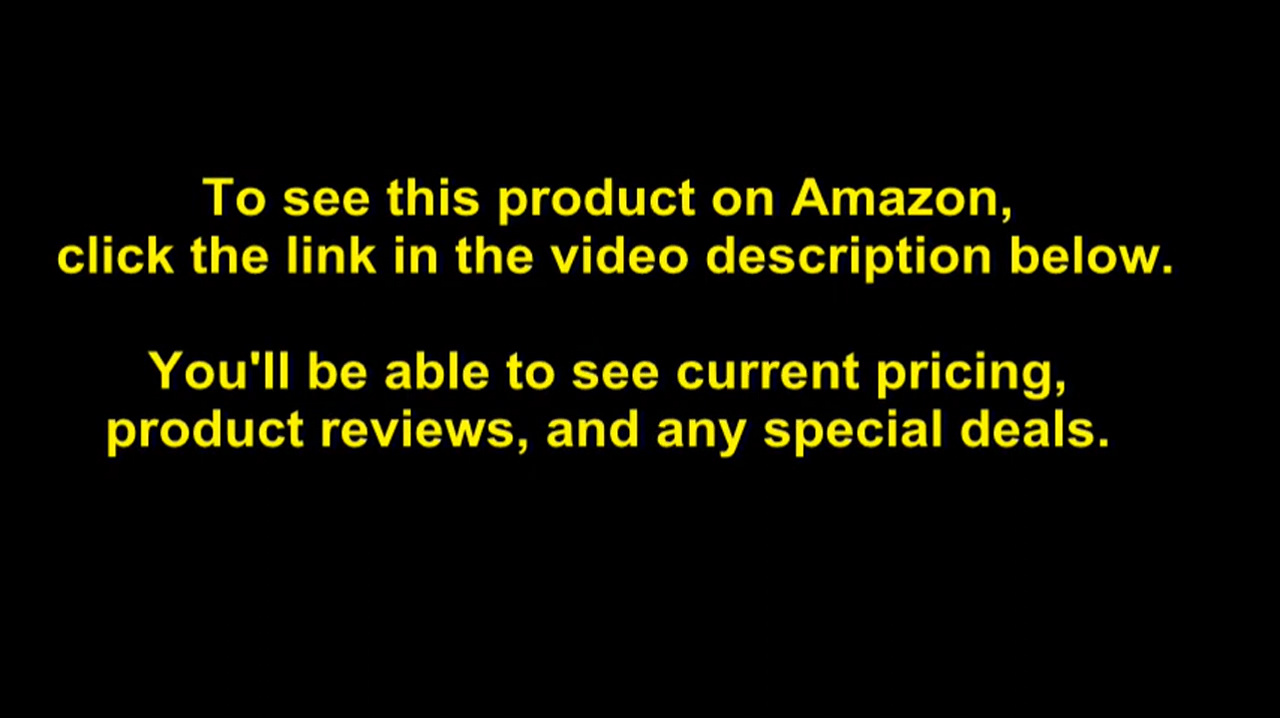 To see this product on Amazon,
click the link in the video description below.
You'll be able to see current pricing,
product reviews, and any special deals.